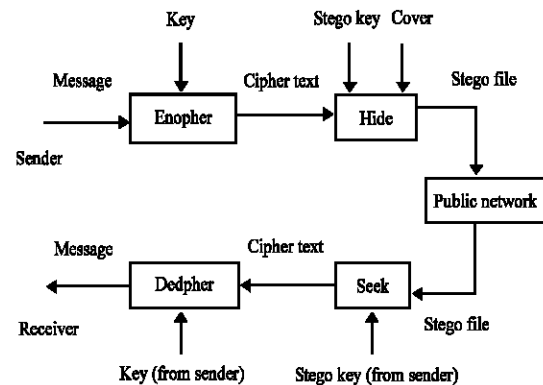 Key
Stego key
Cover
Message
Cipher text
Stego file
Enopher
Hide
Sender
Public network
Message
Cipher text
Dedpher
Seek
Receiver
Stego file
Key (from sender)
Stego key (from sender)